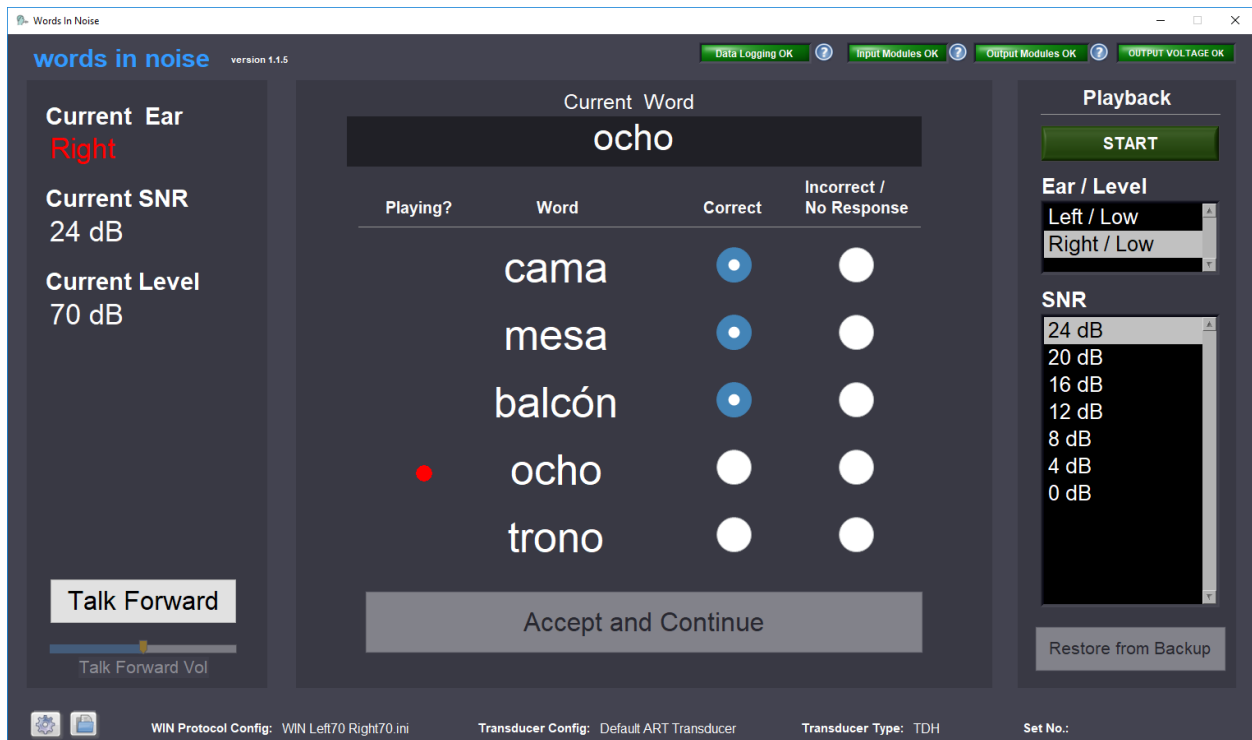 Words In Noise
words in noise version 1.1.5
Data Logging OK ? Input Modules OK ? Output Modules OK ? OUTPUT VOLTAGE OK
Current Ear
Right
Current SNR
24 dB
Current Level
70 dB
Talk Forward
Talk Forward Vol
Current Word
ocho
Playing? Word Correct Incorrect /
No Response
cama
mesa
balcón
ocho
trono
Accept and Continue
Playback
START
Ear / Level
Left / Low
Right / Low
SNR
24 dB
20 dB
16 dB
12 dB
8 dB
4 dB
0 dB
Restore from Backup
WIN Protocol Config: WIN Left70 Right70.ini Transducer Config: Default ART Transducer Transducer Type: TDH Set No.: